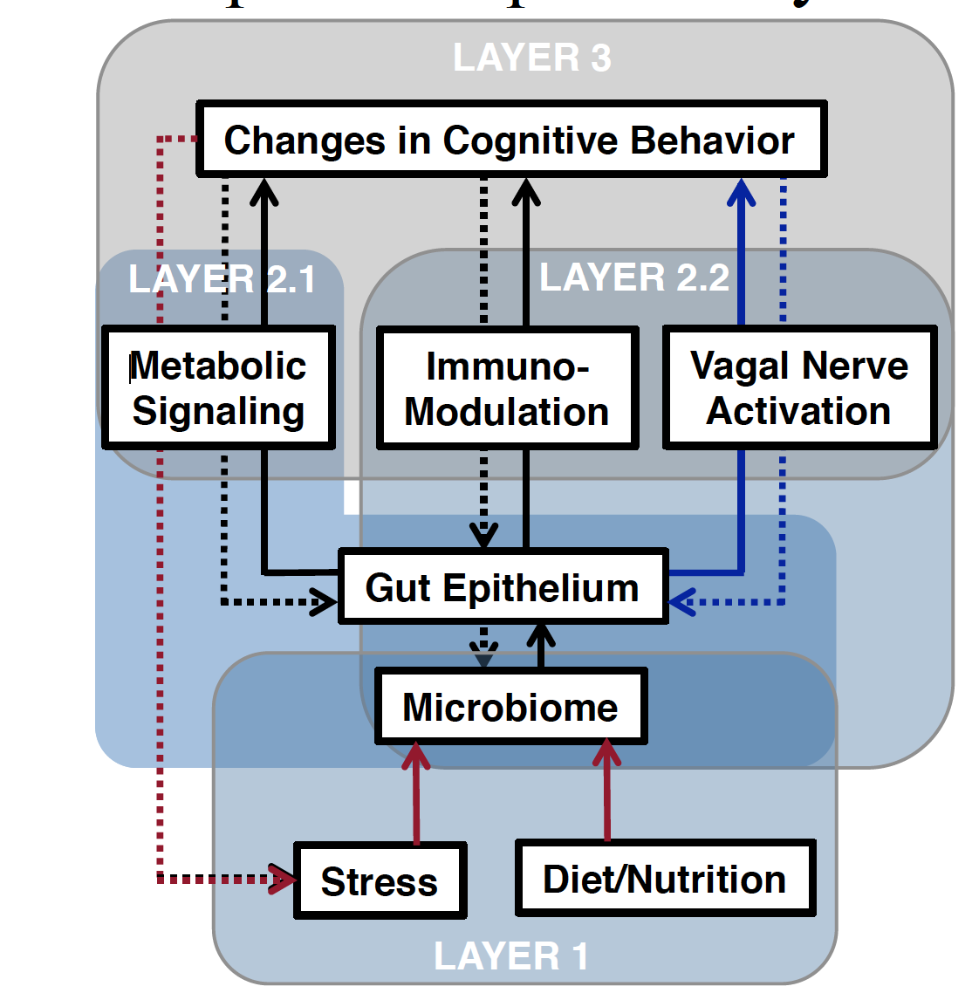 LAYER 3
Changes in Cognitive Behavior
LAYER 2.1
LAYER 2.2
Metabolic
Signaling
Immuno-
Modulation
Vagal Nerve
Activation
Gut Epithelium
Microbiome
Stress
Diet/Nutrition
LAYER 1